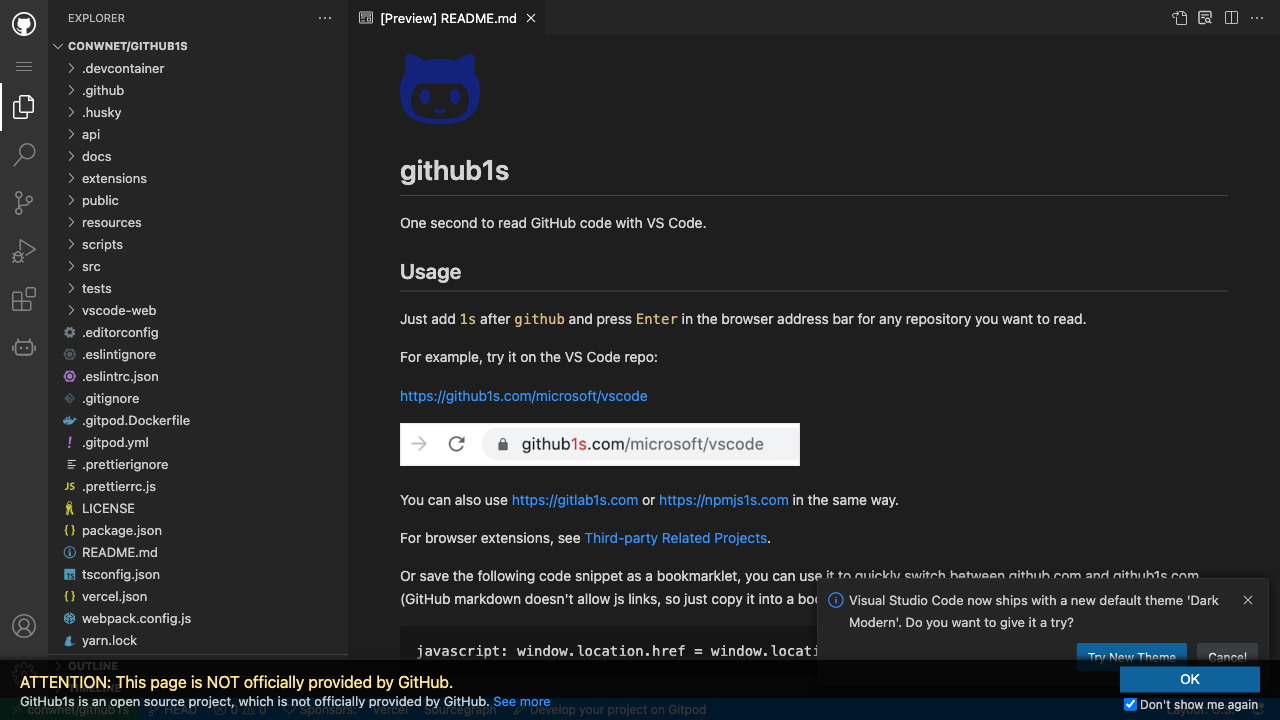 EXPLORER
[Preview] README.md
CONWNET/GITHUB1S
.devcontainer
.github
.husky
api
docs
extensions
public
resources
scripts
src
tests
vscode-web
.editorconfig
.eslintignore
.eslintrc.json
.gitignore
.gitpod.Dockerfile
.gitpod.yml
.prettierignore
.prettierrc.js
LICENSE
package.json
README.md
tsconfig.json
vercel.json
webpack.config.js
yarn.lock
OUTLINE
TIMELINE
github1s
One second to read GitHub code with VS Code.
Usage
Just add 1s after github and press Enter in the browser address bar for any repository you want to read.
For example, try it on the VS Code repo:
https://github1s.com/microsoft/vscode
github1s.com/microsoft/vscode
You can also use https://gitlab1s.com or https://npmjs1s.com in the same way.
For browser extensions, see Third-party Related Projects.
Or save the following code snippet as a bookmarklet, you can use it to quickly switch between github.com and github1s.com
(GitHub markdown doesn't allow js links, so just copy it into a boo
javascript: window.location.href = window.locati
Visual Studio Code now ships with a new default theme 'Dark
Modern'. Do you want to give it a try?
Try New Theme
Cancel
ATTENTION: This page is NOT officially provided by GitHub.
GitHub1s is an open source project, which is not officially provided by GitHub. See more
OK
Don't show me again
conwnet/github1s
HEAD
0
0
Sponsors:
Vercel
Sourcegraph
Develop your project on Gitpod
Layout: U.S.